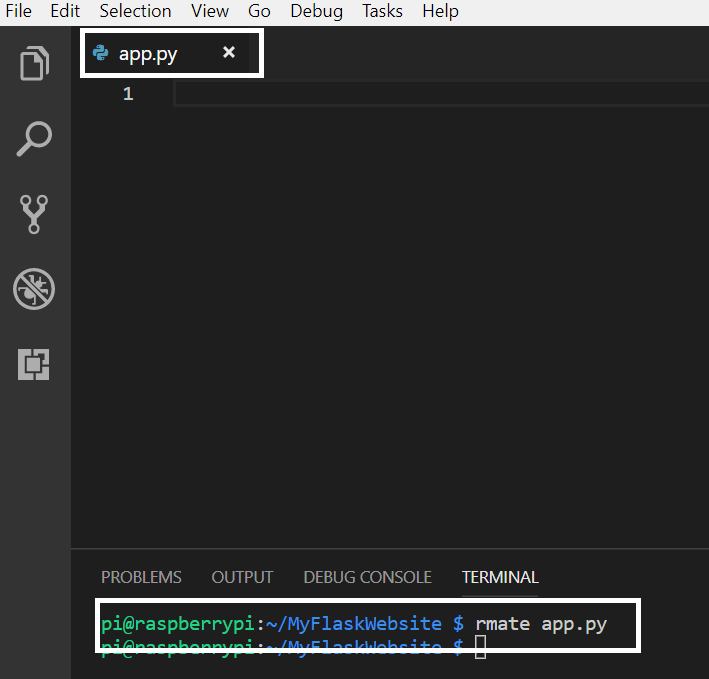 File Edit Selection View Go Debug Tasks Help
app.py ×
1
PROBLEMS OUTPUT DEBUG CONSOLE TERMINAL
pi@raspberrypi:~/MyFlaskWebsite $ rmate app.py
pi@raspberrypi:~/MyFlaskWebsite $